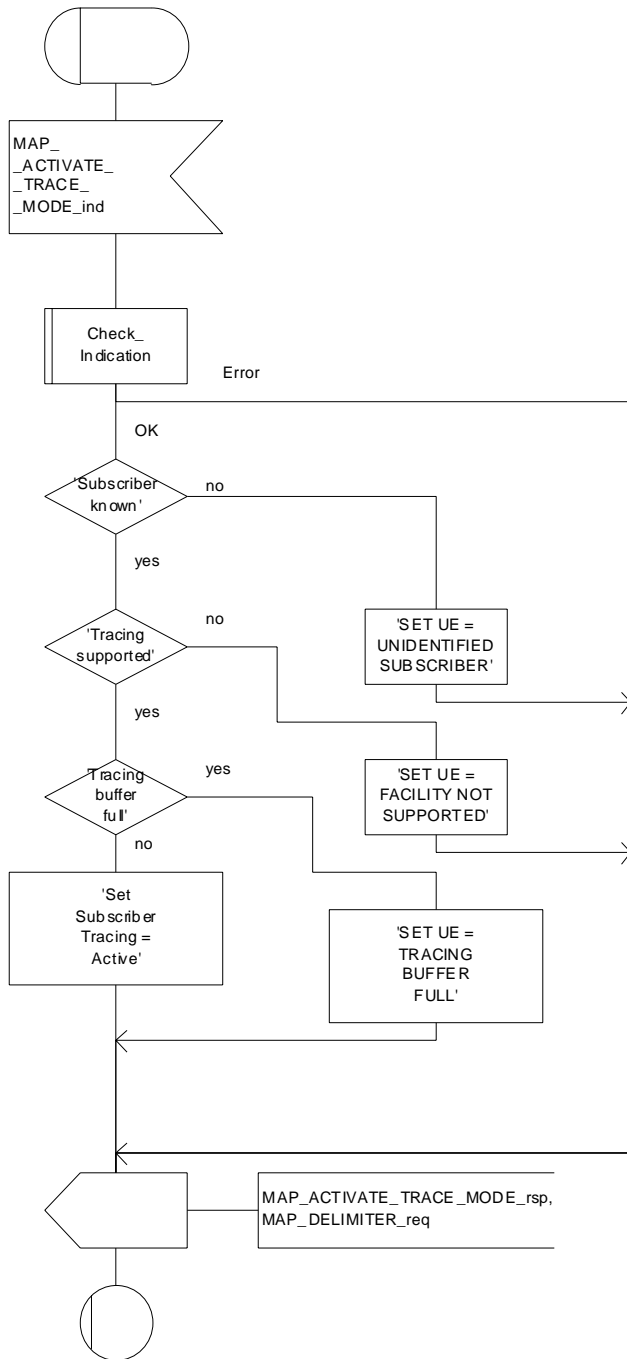 MAP_
_ACTIVATE_
_TRACE_
_MODE_ind
Check_
Indication
Error
OK
'Subscriber
known'
no
yes
'Tracing
supported'
no
'SET UE =
UNIDENTIFIED
SUBSCRIBER'
yes
'Tracing
buffer
full'
yes
'SET UE =
FACILITY NOT
SUPPORTED'
no
'Set
Subscriber
Tracing =
Active'
'SET UE =
TRACING
BUFFER
FULL'
MAP_ACTIVATE_TRACE_MODE_rsp,
MAP_DELIMITER_req